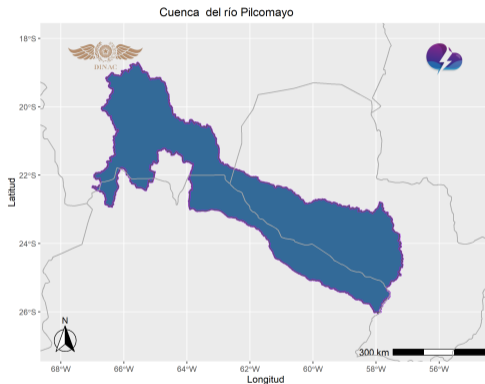 Cuenca  del río Pilcomayo
DINAC
18°S
20°S
22°S
24°S
26°S
Latitud
N
300 km
68°W
66°W
64°W
62°W
60°W
58°W
56°W
Longitud